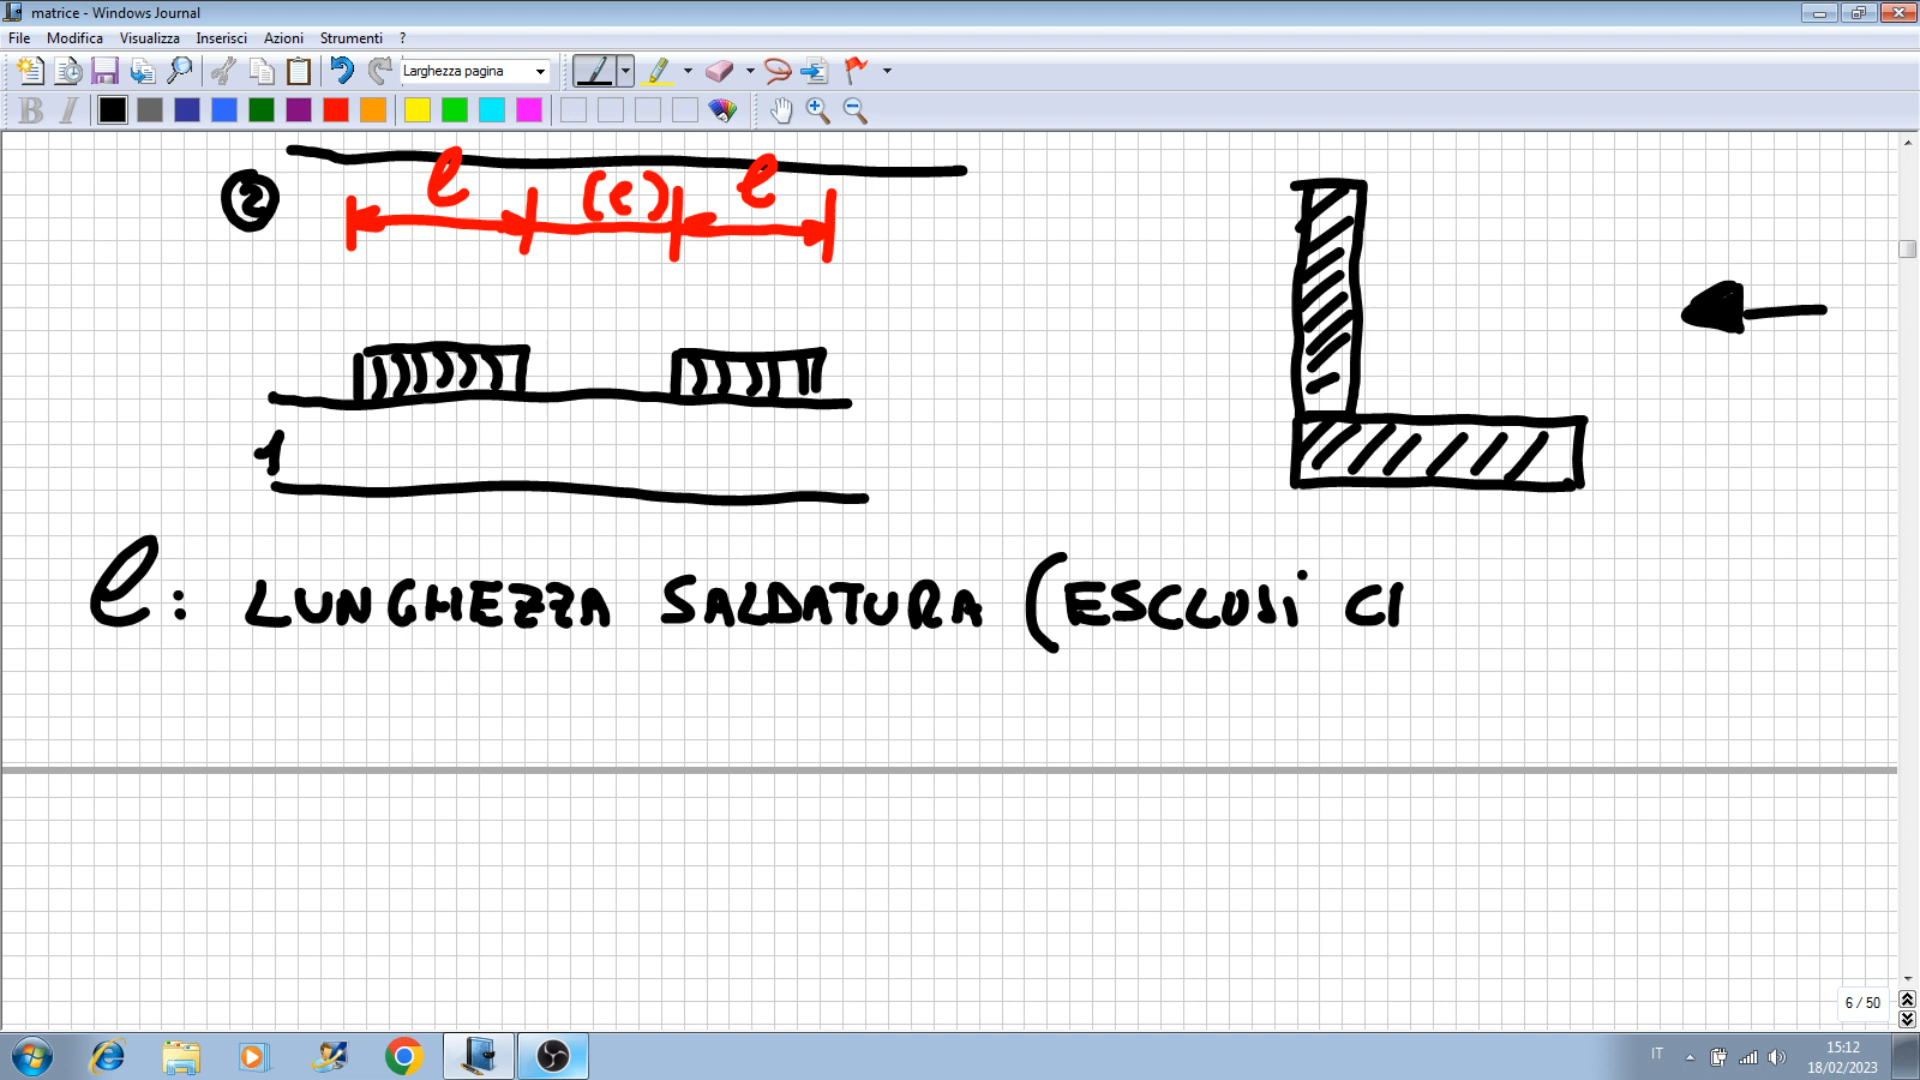 matrice - Windows Journal
File Modifica Visualizza Inserisci Azioni Strumenti ?
Larghezza pagina
B I
2 l (e) l
1
l: LUNGHEZZA SALDATURA (ESCLUSI CI
6 / 50
IT 15:12
18/02/2023